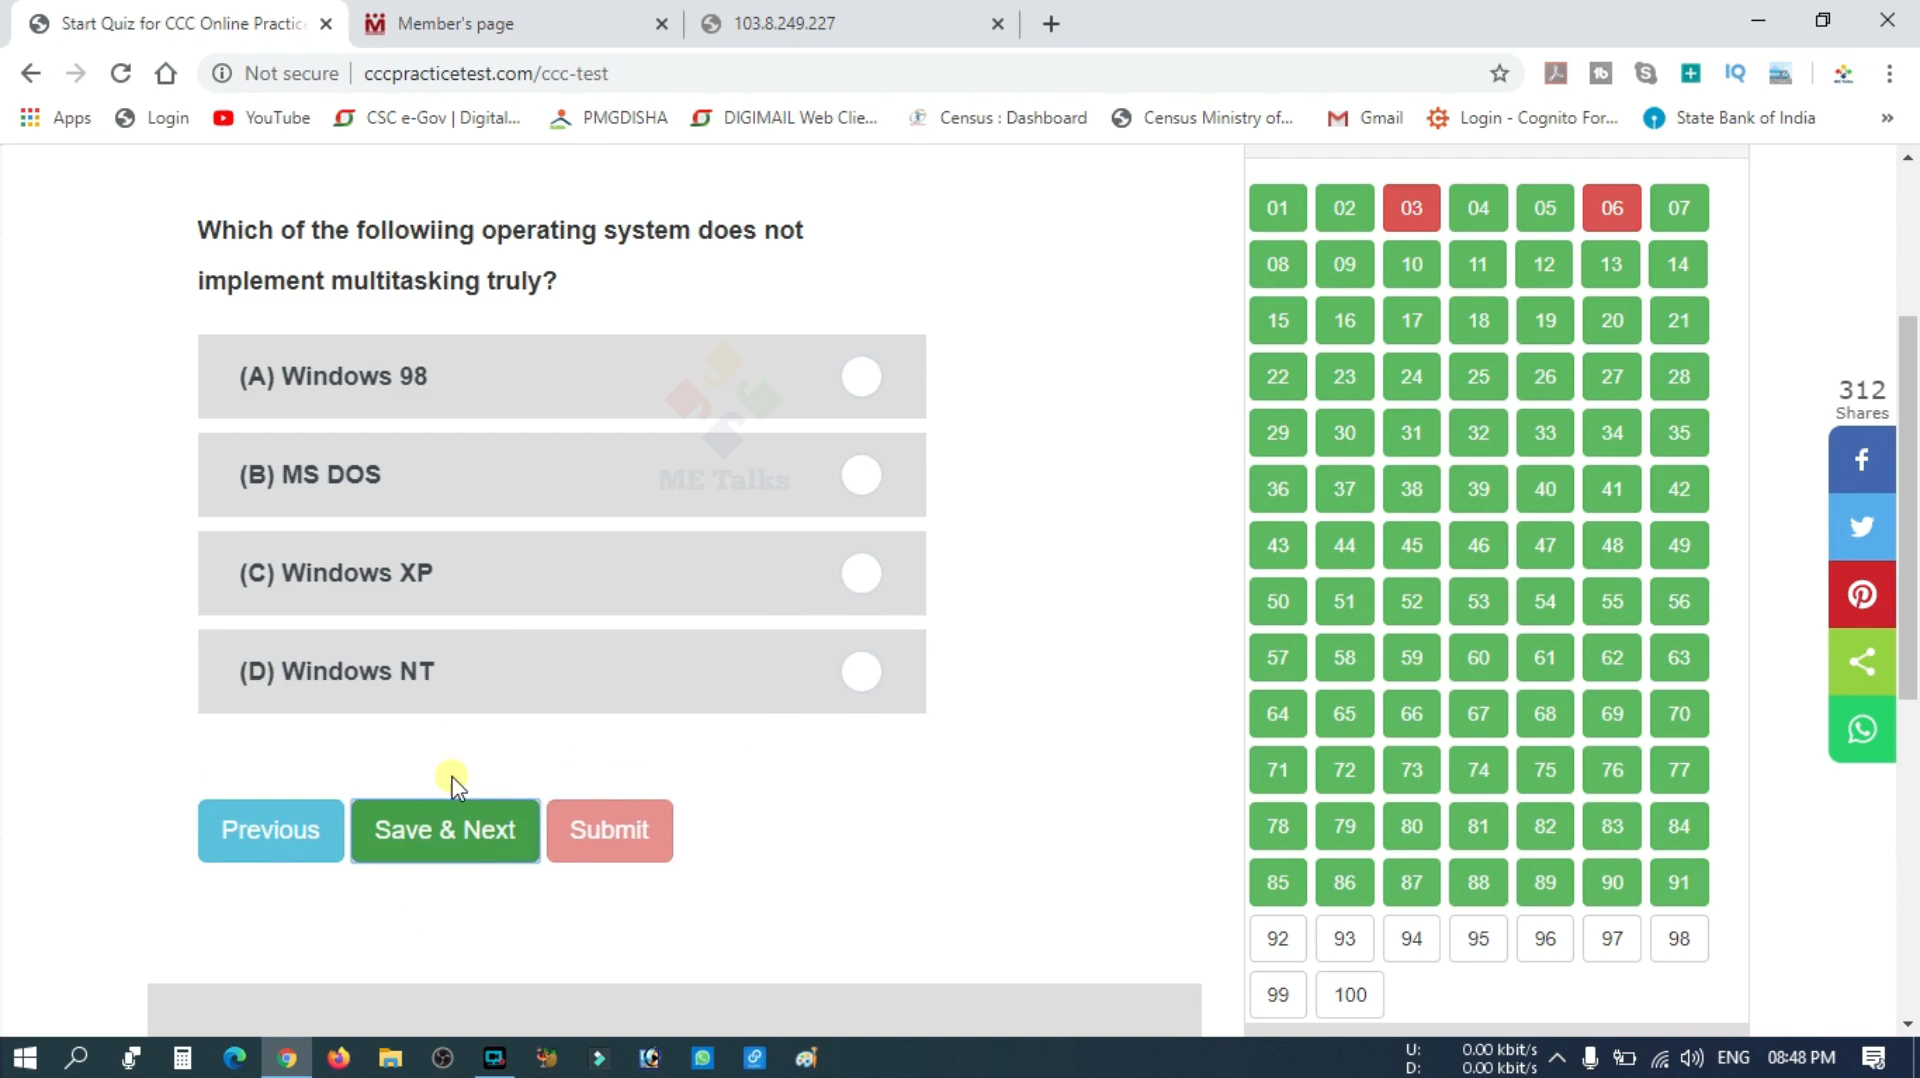 Start Quiz for CCC Online Practice
Member's page
103.8.249.227
Not secure
cccpracticetest.com/ccc-test
Apps
Login
YouTube
CSC e-Gov | Digital...
PMGDISHA
DIGIMAIL Web Clie...
Census : Dashboard
Census Ministry of...
Gmail
Login - Cognito For...
State Bank of India
Which of the followiing operating system does not
implement multitasking truly?
(A) Windows 98
(B) MS DOS
(C) Windows XP
(D) Windows NT
ME Talks
Previous
Save & Next
Submit
01 02 03 04 05 06 07
08 09 10 11 12 13 14
15 16 17 18 19 20 21
22 23 24 25 26 27 28
29 30 31 32 33 34 35
36 37 38 39 40 41 42
43 44 45 46 47 48 49
50 51 52 53 54 55 56
57 58 59 60 61 62 63
64 65 66 67 68 69 70
71 72 73 74 75 76 77
78 79 80 81 82 83 84
85 86 87 88 89 90 91
92 93 94 95 96 97 98
99 100
312
Shares
U: 0.00 kbit/s
D: 0.00 kbit/s
ENG
08:48 PM